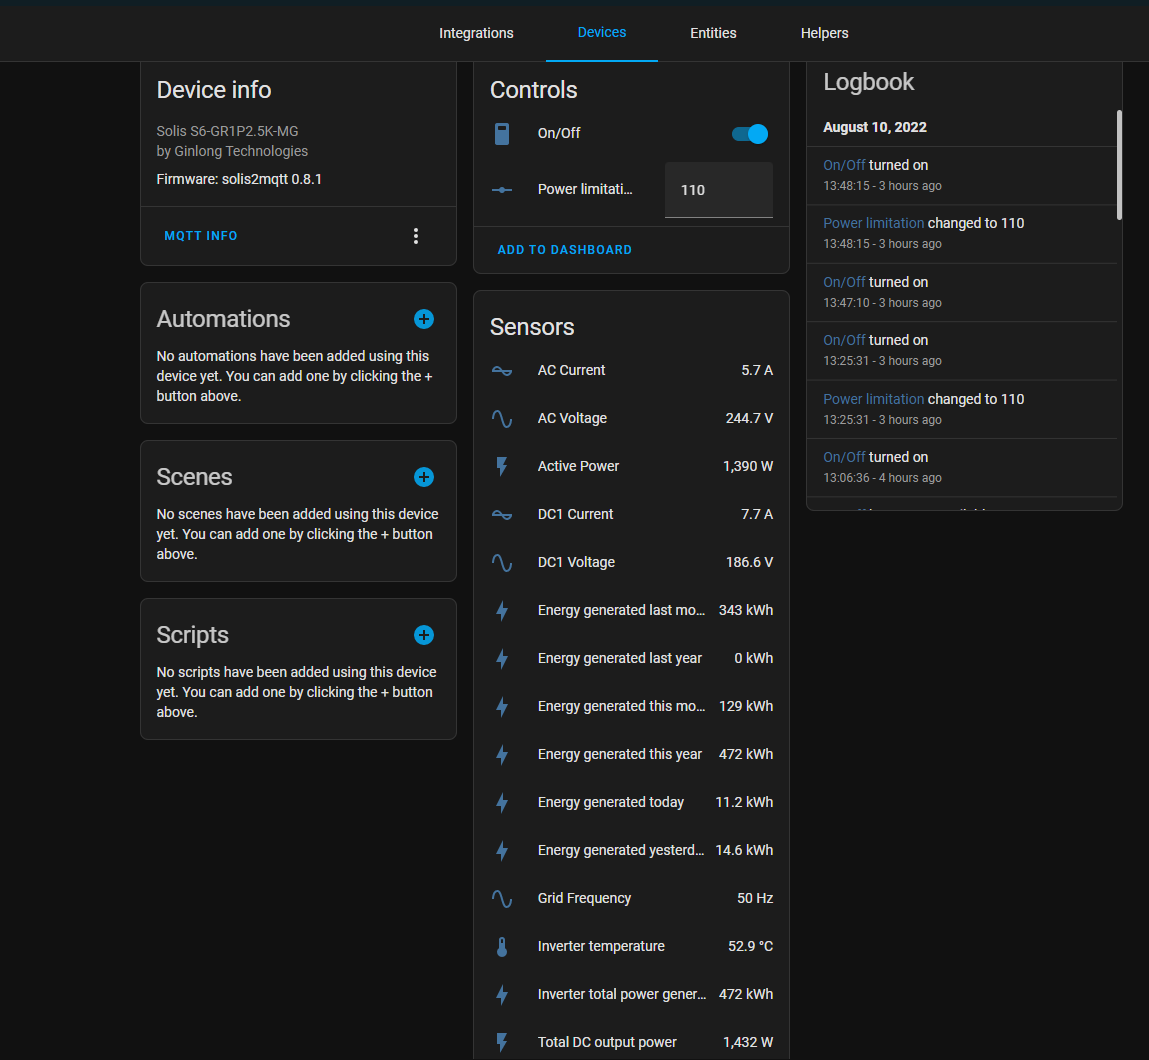 Integrations
Devices
Entities
Helpers
Device info
Solis S6-GR1P2.5K-MG
by Ginlong Technologies
Firmware: solis2mqtt 0.8.1
MQTT INFO
Automations
No automations have been added using this
device yet. You can add one by clicking the +
button above.
Scenes
No scenes have been added using this device
yet. You can add one by clicking the + button
above.
Scripts
No scripts have been added using this device
yet. You can add one by clicking the + button
above.
Controls
On/Off
Power limitati... 110
ADD TO DASHBOARD
Sensors
AC Current 5.7 A
AC Voltage 244.7 V
Active Power 1,390 W
DC1 Current 7.7 A
DC1 Voltage 186.6 V
Energy generated last mo... 343 kWh
Energy generated last year 0 kWh
Energy generated this mo... 129 kWh
Energy generated this year 472 kWh
Energy generated today 11.2 kWh
Energy generated yesterd... 14.6 kWh
Grid Frequency 50 Hz
Inverter temperature 52.9 °C
Inverter total power gener... 472 kWh
Total DC output power 1,432 W
Logbook
August 10, 2022
On/Off turned on
13:48:15 - 3 hours ago
Power limitation changed to 110
13:48:15 - 3 hours ago
On/Off turned on
13:47:10 - 3 hours ago
On/Off turned on
13:25:31 - 3 hours ago
Power limitation changed to 110
13:25:31 - 3 hours ago
On/Off turned on
13:06:36 - 4 hours ago